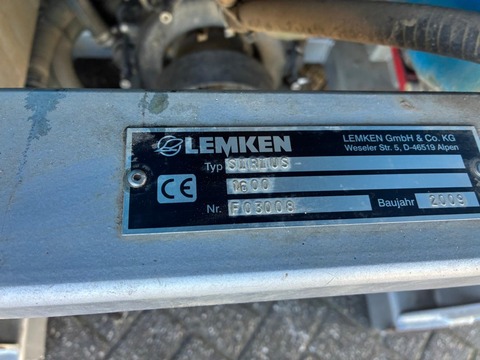 LEMKEN
LEMKEN GmbH & Co. KG
Weseler Str. 5, D-46519 Alpen
Typ SIRIUS
1600
CE
Nr. F03008 Baujahr 2009